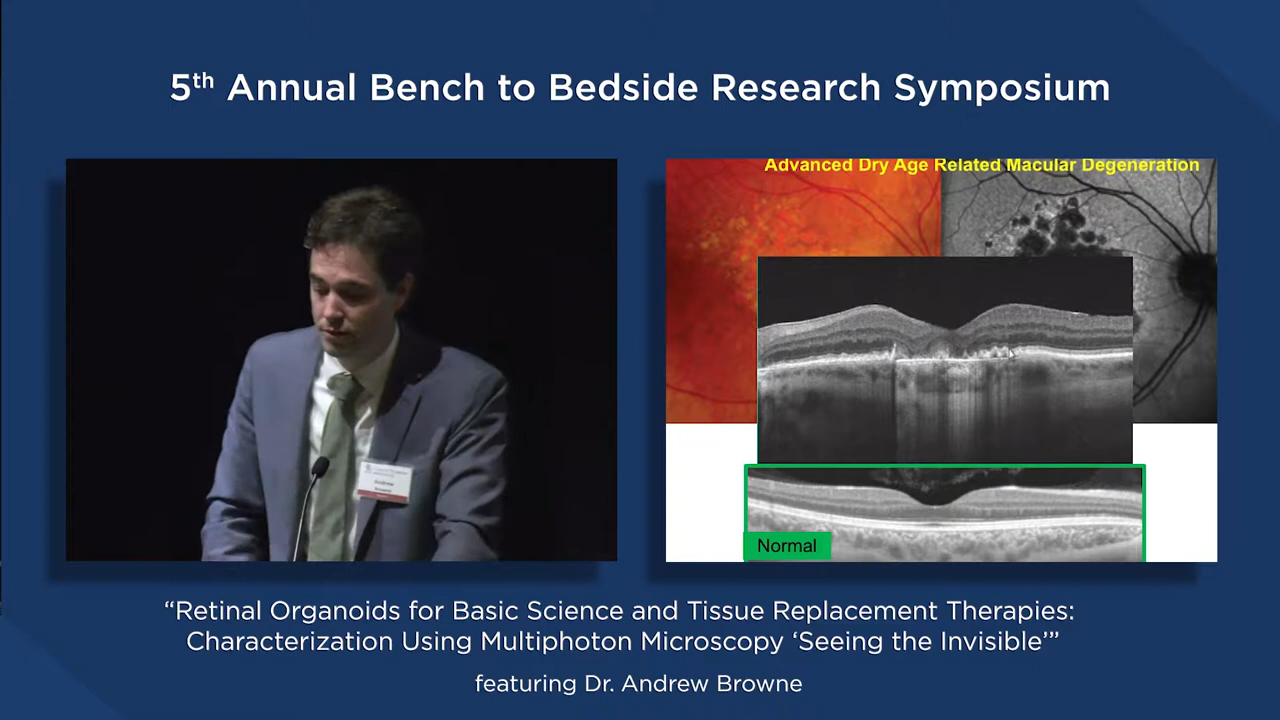 5th Annual Bench to Bedside Research Symposium
Advanced Dry Age Related Macular Degeneration
Andrew
Normal
“Retinal Organoids for Basic Science and Tissue Replacement Therapies:
Characterization Using Multiphoton Microscopy ‘Seeing the Invisible’”
featuring Dr. Andrew Browne